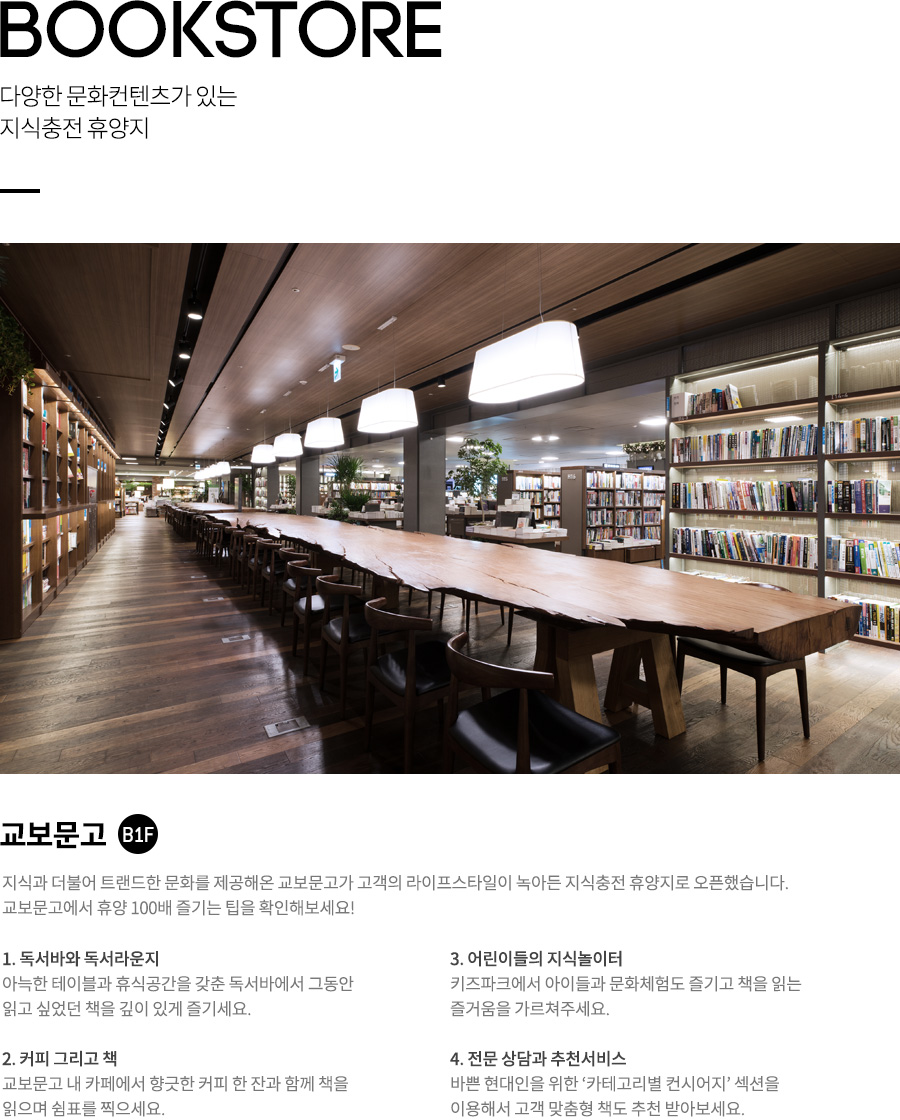 BOOKSTORE
다양한 문화컨텐츠가 있는
지식충전 휴양지
교보문고 B1F
지식과 더불어 트랜드한 문화를 제공해온 교보문고가 고객의 라이프스타일이 녹아든 지식충전 휴양지로 오픈했습니다.
교보문고에서 휴양 100배 즐기는 팁을 확인해보세요!
1. 독서바와 독서라운지
아늑한 테이블과 휴식공간을 갖춘 독서바에서 그동안
읽고 싶었던 책을 깊이 있게 즐기세요.
2. 커피 그리고 책
교보문고 내 카페에서 향긋한 커피 한 잔과 함께 책을
읽으며 쉼표를 찍으세요.
3. 어린이들의 지식놀이터
키즈파크에서 아이들과 문화체험도 즐기고 책을 읽는
즐거움을 가르쳐주세요.
4. 전문 상담과 추천서비스
바쁜 현대인을 위한 ‘카테고리별 컨시어지’ 섹션을
이용해서 고객 맞춤형 책도 추천 받아보세요.